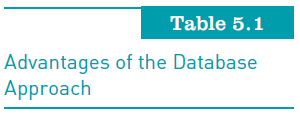 Table 5.1
Advantages of the Database
Approach